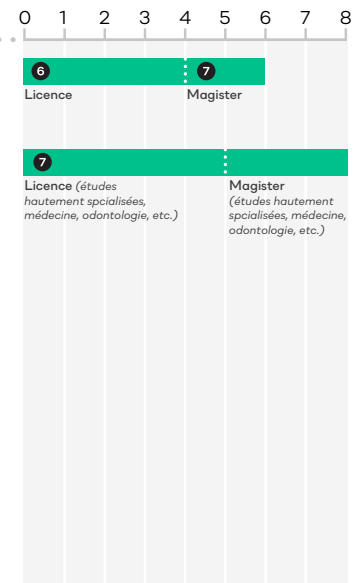 0 1 2 3 4 5 6 7 8
6 7
Licence Magister
7
Licence (études
hautement spcialisées,
médecine, odontologie, etc.)
Magister
(études hautement
spcialisées, médecine,
odontologie, etc.)